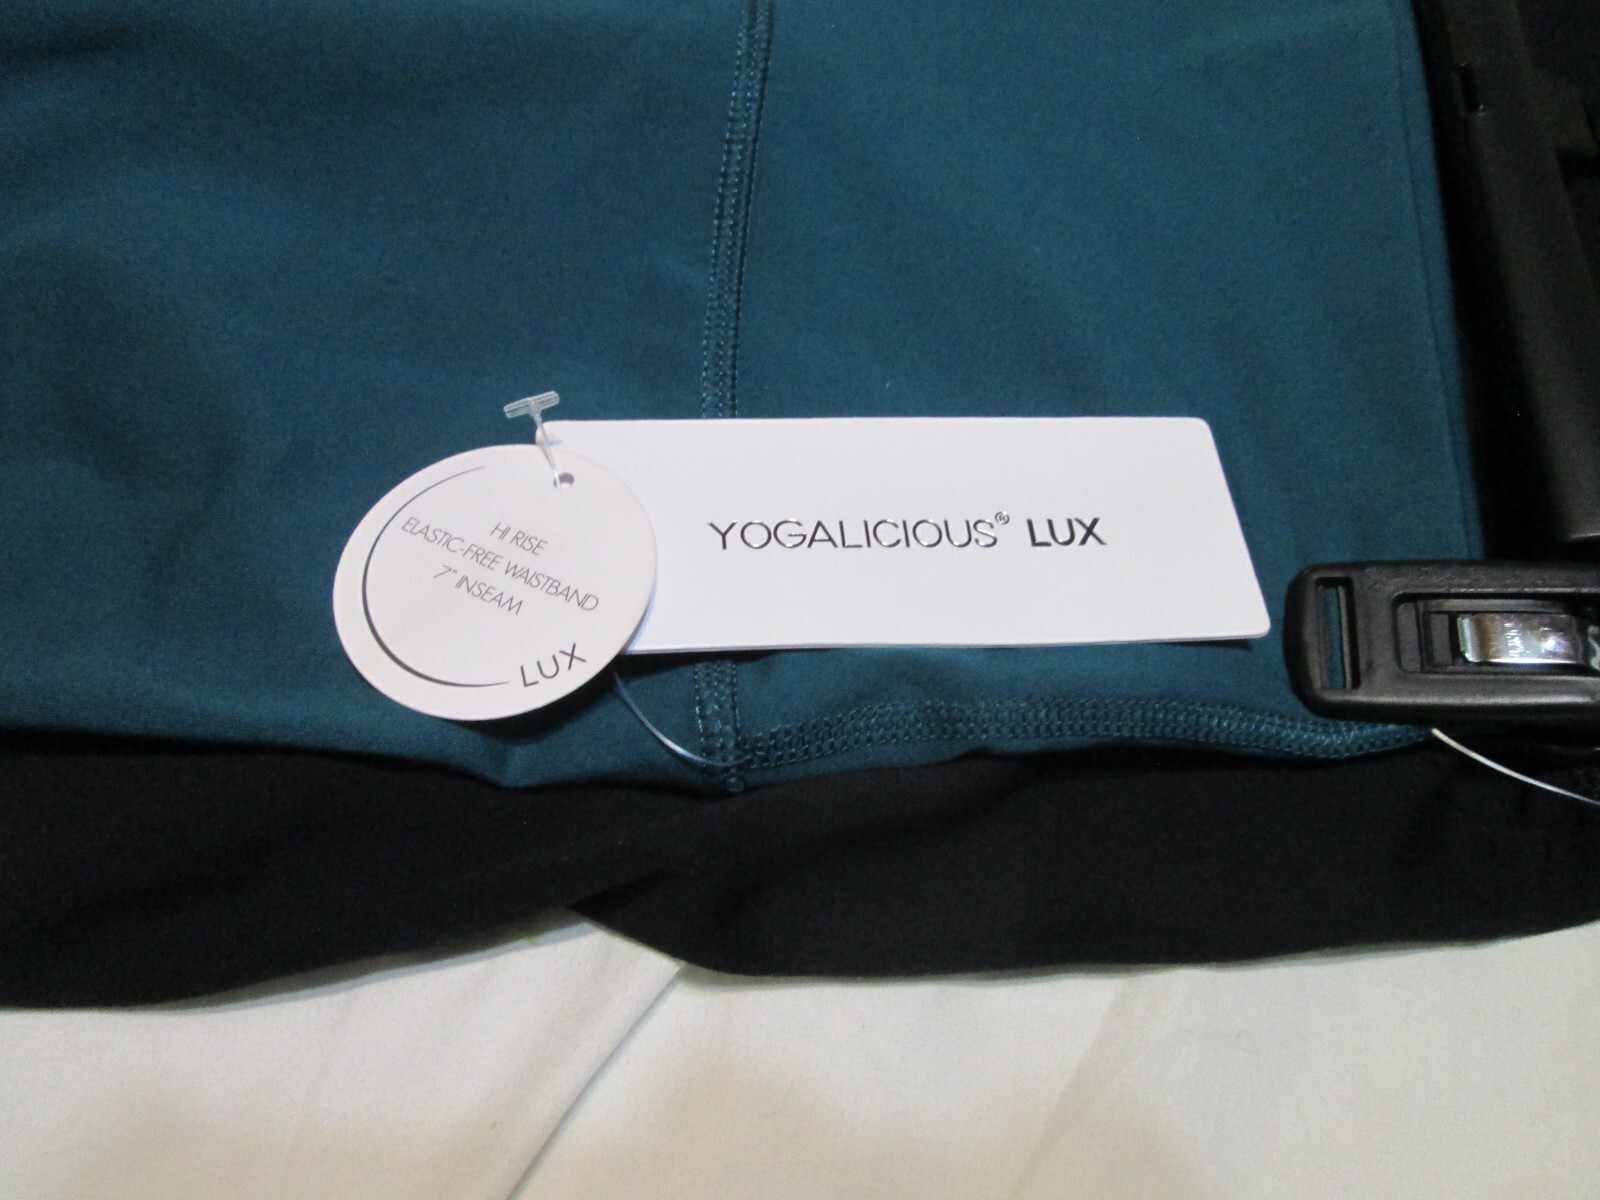 HI RISE
ELASTIC-FREE WAISTBAND
7" INSEAM
LUX
YOGALICIOUS® LUX